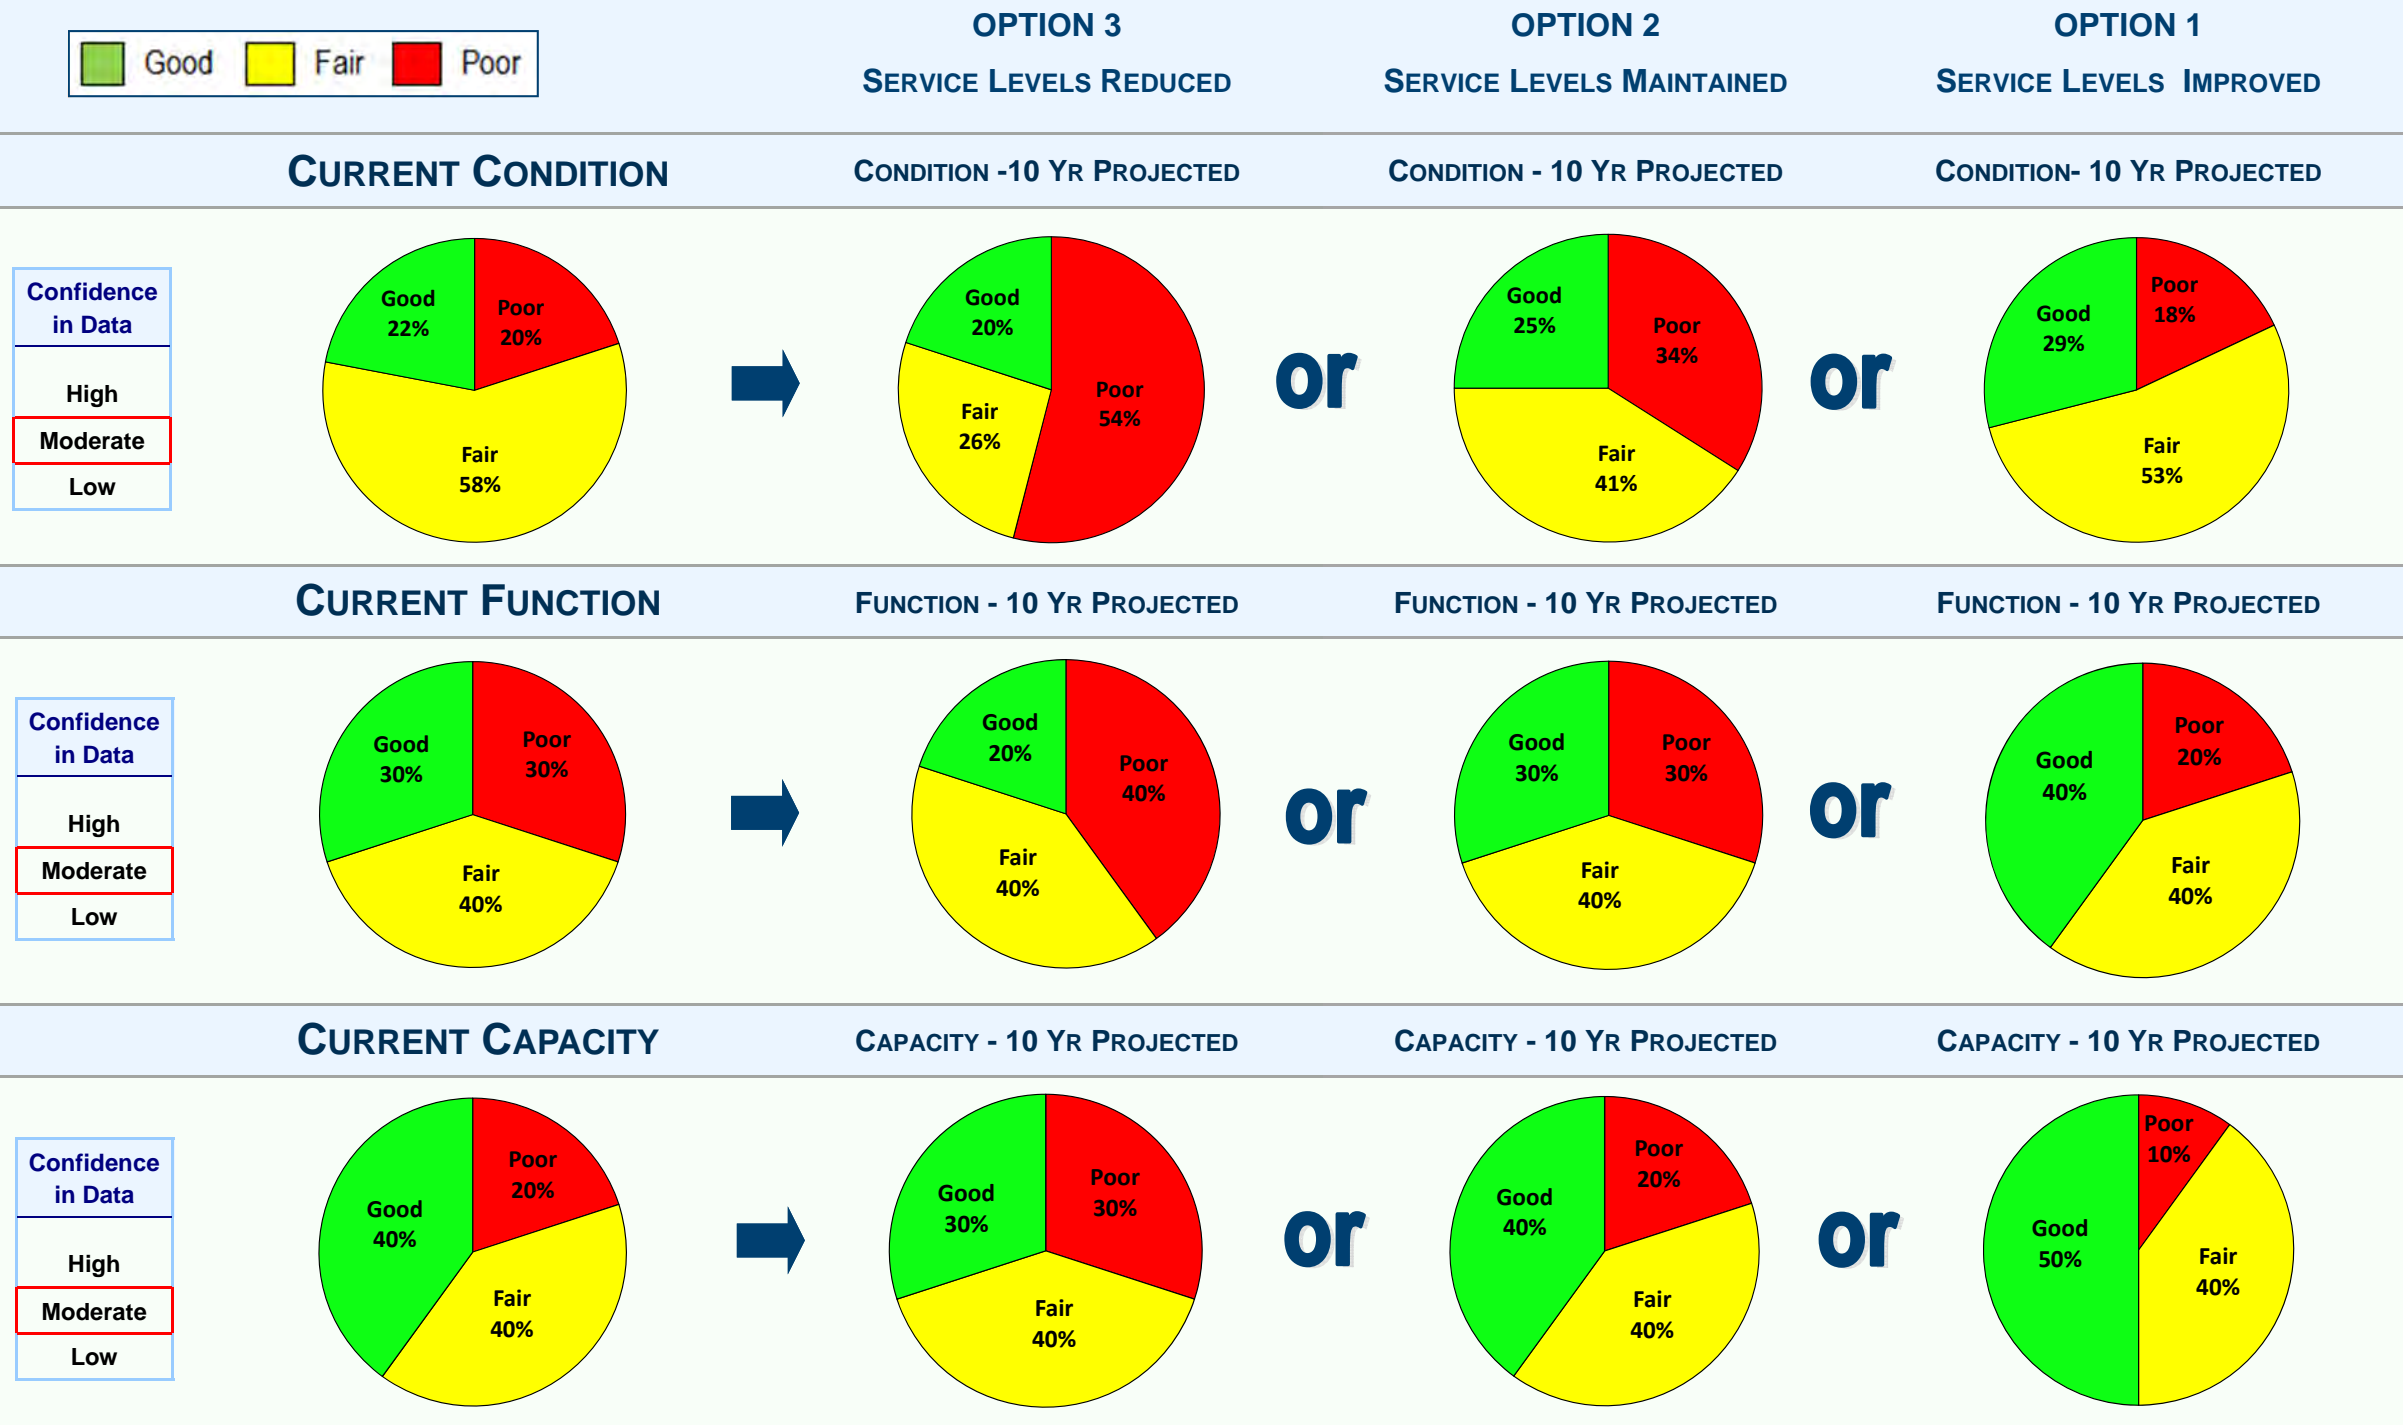 Good Fair Poor
OPTION 3
SERVICE LEVELS REDUCED
OPTION 2
SERVICE LEVELS MAINTAINED
OPTION 1
SERVICE LEVELS IMPROVED
CURRENT CONDITION
CONDITION -10 YR PROJECTED
CONDITION - 10 YR PROJECTED
CONDITION- 10 YR PROJECTED
Confidence
in Data
High
Moderate
Low
Good
22%
Poor
20%
Fair
58%
Good
20%
Poor
54%
Fair
26%
or
Good
25%
Poor
34%
Fair
41%
or
Good
29%
Poor
18%
Fair
53%
CURRENT FUNCTION
FUNCTION - 10 YR PROJECTED
FUNCTION - 10 YR PROJECTED
FUNCTION - 10 YR PROJECTED
Confidence
in Data
High
Moderate
Low
Good
30%
Poor
30%
Fair
40%
Good
20%
Poor
40%
Fair
40%
or
Good
30%
Poor
30%
Fair
40%
or
Good
40%
Poor
20%
Fair
40%
CURRENT CAPACITY
CAPACITY - 10 YR PROJECTED
CAPACITY - 10 YR PROJECTED
CAPACITY - 10 YR PROJECTED
Confidence
in Data
High
Moderate
Low
Good
40%
Poor
20%
Fair
40%
Good
30%
Poor
30%
Fair
40%
or
Good
40%
Poor
20%
Fair
40%
or
Good
50%
Poor
10%
Fair
40%